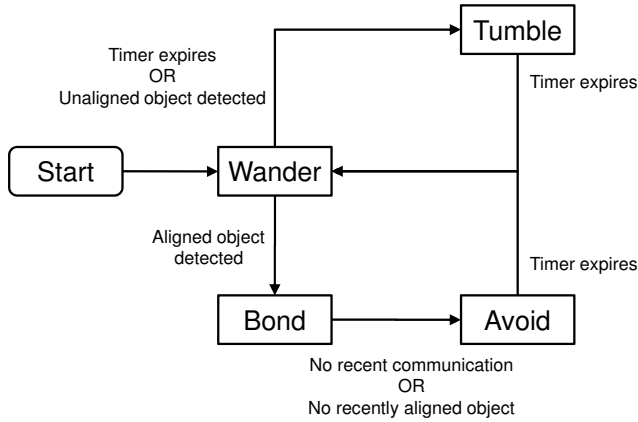 Tumble
Timer expires
OR
Unaligned object detected
Timer expires
Start
Wander
Aligned object
detected
Timer expires
Bond
Avoid
No recent communication
OR
No recently aligned object